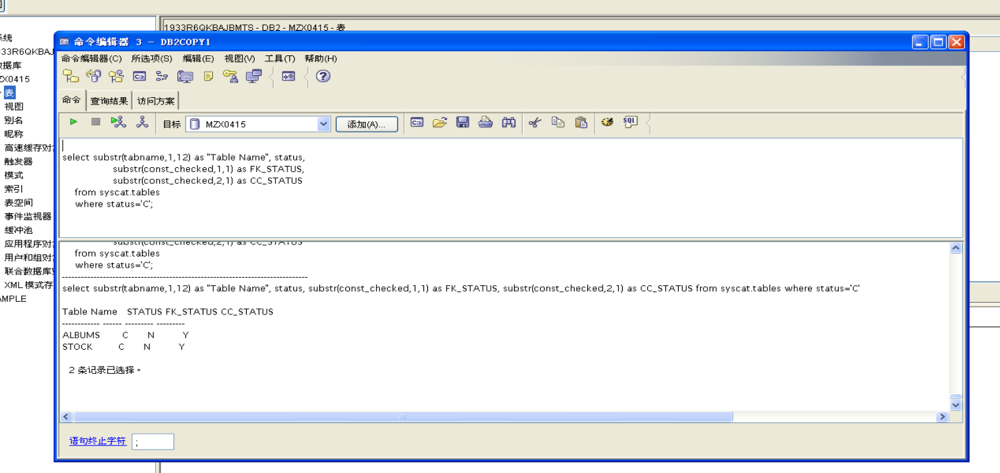 1933R6QKBAJBMTS - DB2 - MZX0415 - 表
系统
933R6QKBAJ
数据库
ZX0415
表
视图
别名
昵称
高速缓存对
触发器
模式
索引
表空间
事件监视器
缓冲池
应用程序对
用户和组对
联合数据库
XML 模式存
AMPLE
命令编辑器 3 - DB2COPY1
命令编辑器(C) 所选项(S) 编辑(E) 视图(V) 工具(T) 帮助(H)
命令 查询结果 访问方案
目标 MZX0415 添加(A)...
SQL
select substr(tabname,1,12) as "Table Name", status,
substr(const_checked,1,1) as FK_STATUS,
substr(const_checked,2,1) as CC_STATUS
from syscat.tables
where status='C';
substr(const_checked,2,1) as CC_STATUS
from syscat.tables
where status='C';
------------------------------------------------------------------------------
select substr(tabname,1,12) as "Table Name", status, substr(const_checked,1,1) as FK_STATUS, substr(const_checked,2,1) as CC_STATUS from syscat.tables where status='C'
Table Name STATUS FK_STATUS CC_STATUS
------------ ------ --------- ---------
ALBUMS C N Y
STOCK C N Y
2 条记录已选择。
语句终止字符 ;